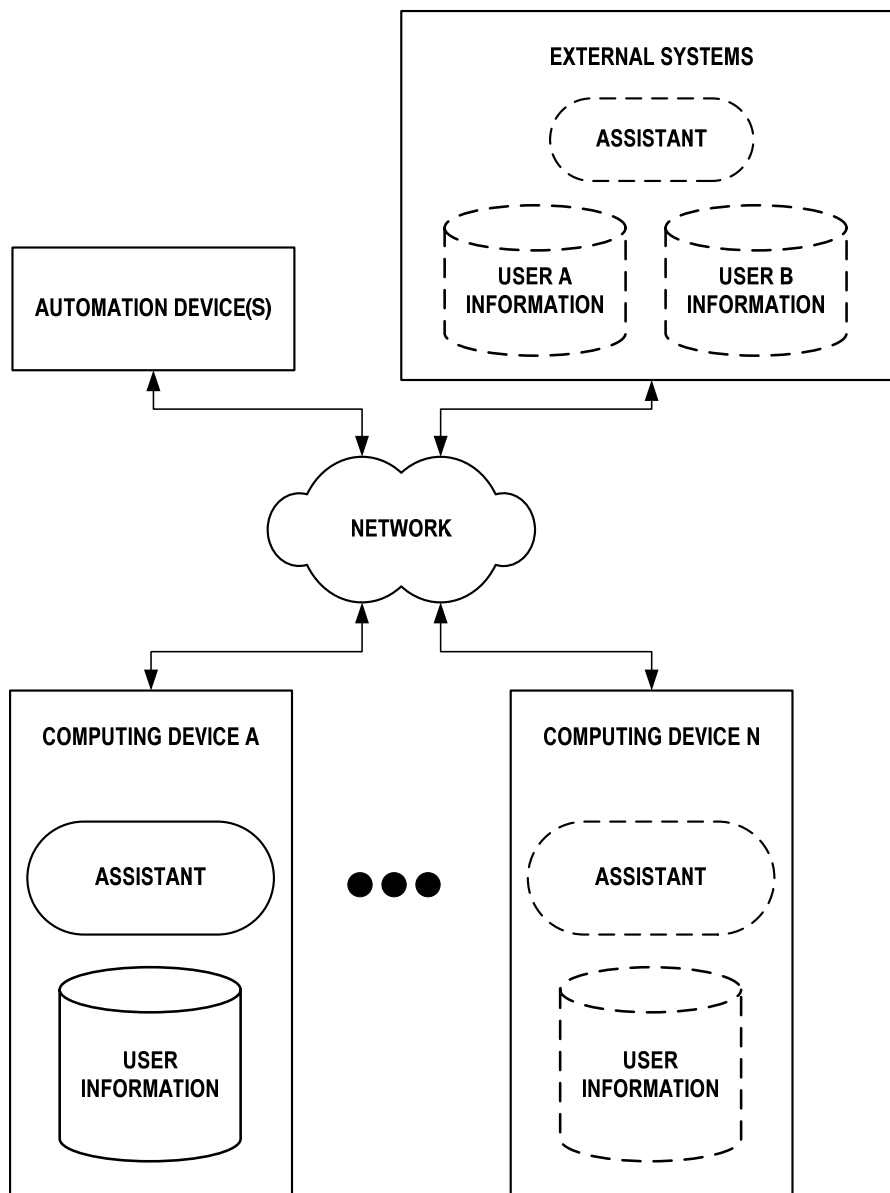 EXTERNAL SYSTEMS
ASSISTANT
USER A
INFORMATION
USER B
INFORMATION
AUTOMATION DEVICE(S)
NETWORK
COMPUTING DEVICE A
ASSISTANT
USER
INFORMATION
COMPUTING DEVICE N
ASSISTANT
USER
INFORMATION